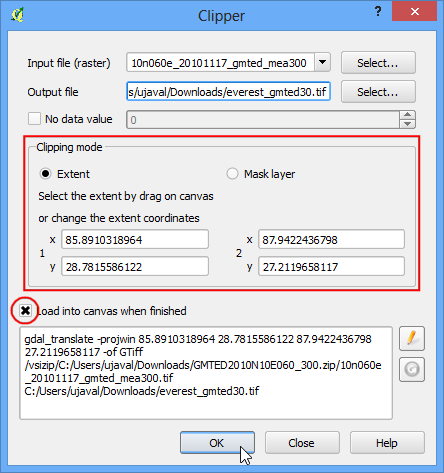 Clipper
?
Input file (raster) 10n060e_20101117_gmted_mea300 Select...
Output file s/ujaval/Downloads/everest_gmted30.tif Select...
No data value 0
Clipping mode
Extent Mask layer
Select the extent by drag on canvas
or change the extent coordinates
x 85.8910318964 x 87.9422436798
1 2
y 28.7815586122 y 27.2119658117
Load into canvas when finished
gdal_translate -projwin 85.8910318964 28.7815586122 87.9422436798
27.2119658117 -of GTiff
/vsizip/C:/Users/ujaval/Downloads/GMTED2010N10E060_300.zip/10n060e
_20101117_gmted_mea300.tif
C:/Users/ujaval/Downloads/everest_gmted30.tif
OK Close Help